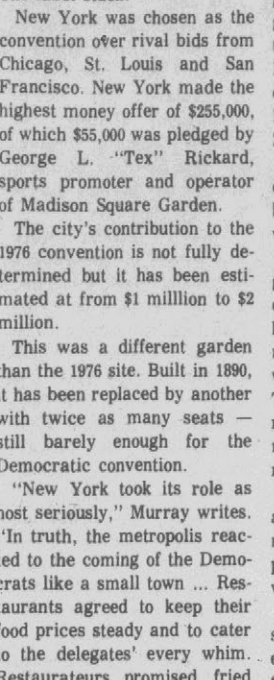 New York was chosen as the
convention over rival bids from
Chicago, St. Louis and San
Francisco. New York made the
highest money offer of $255,000,
of which $55,000 was pledged by
George L. "Tex" Rickard,
sports promoter and operator
of Madison Square Garden.
The city's contribution to the
1976 convention is not fully de-
termined but it has been esti-
mated at from $1 milllio to $2
million.
This was a different garden
than the 1976 site. Built in 1890,
t has been replaced by another
with twice as many seats —
still barely enough for the
Democratic convention.
"New York took its role as
host seriously," Murray writes.
"In truth, the metropolis reac-
ted to the coming of the Demo-
crats like a small town ... Res-
taurants agreed to keep their
food prices steady and to cater
to the delegates' every whim.
Restaurateurs promised fried